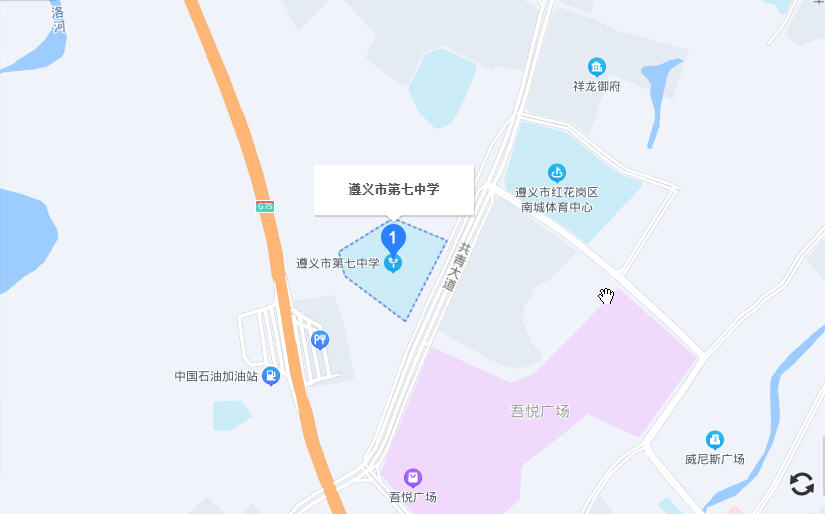 洛河
祥龙御府
遵义市第七中学
遵义市红花岗区
南城体育中心
G75
1
遵义市第七中学
共青大道
P
中国石油加油站
吾悦广场
威尼斯广场
吾悦广场